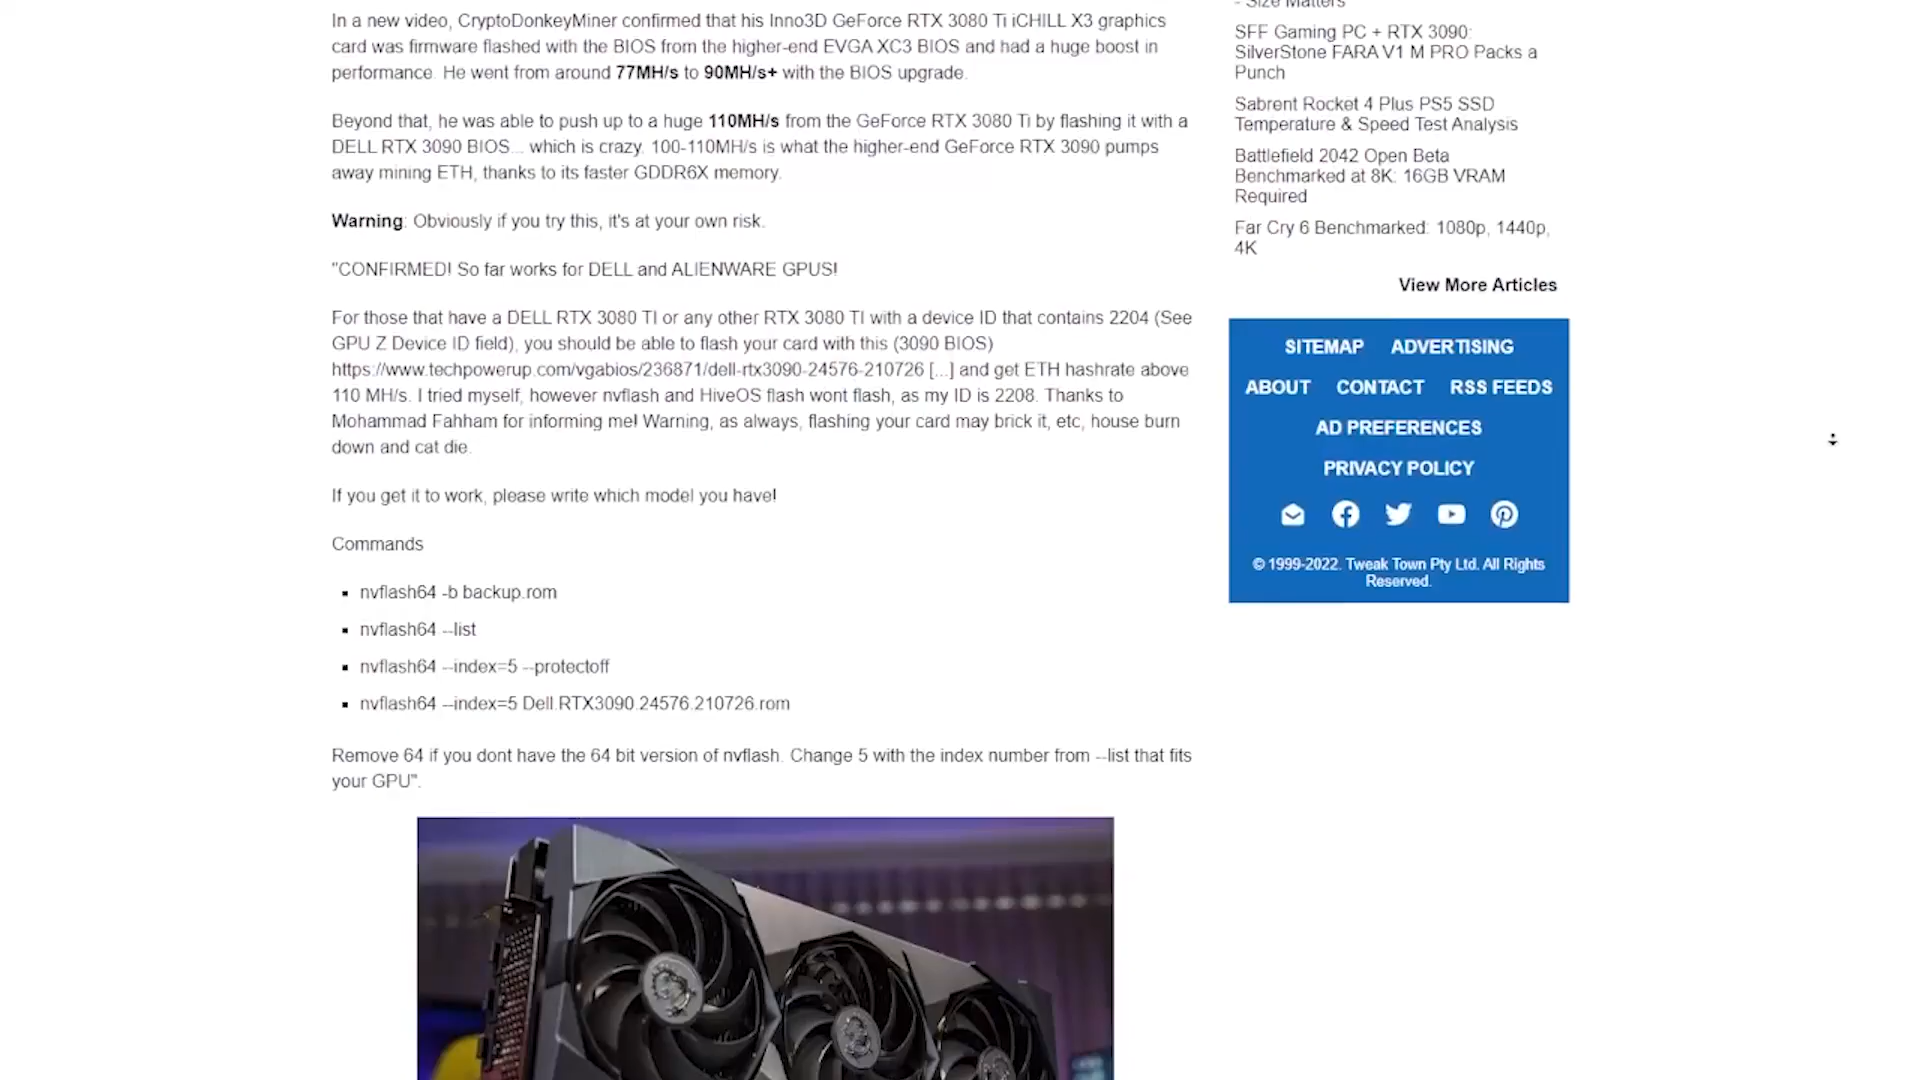 In a new video, CryptoDonkeyMiner confirmed that his Inno3D GeForce RTX 3080 Ti iCHILL X3 graphics
card was firmware flashed with the BIOS from the higher-end EVGA XC3 BIOS and had a huge boost in
performance. He went from around 77MH/s to 90MH/s+ with the BIOS upgrade.
Beyond that, he was able to push up to a huge 110MH/s from the GeForce RTX 3080 Ti by flashing it with a
DELL RTX 3090 BIOS... which is crazy. 100-110MH/s is what the higher-end GeForce RTX 3090 pumps
away mining ETH, thanks to its faster GDDR6X memory.
Warning: Obviously if you try this, it's at your own risk.
"CONFIRMED! So far works for DELL and ALIENWARE GPUS!
For those that have a DELL RTX 3080 TI or any other RTX 3080 TI with a device ID that contains 2204 (See
GPU Z Device ID field), you should be able to flash your card with this (3090 BIOS)
https://www.techpowerup.com/vgabios/236871/dell-rtx3090-24576-210726 [...] and get ETH hashrate above
110 MH/s. I tried myself, however nvflash and HiveOS flash wont flash, as my ID is 2208. Thanks to
Mohammad Fahham for informing me! Warning, as always, flashing your card may brick it, etc, house burn
down and cat die.
If you get it to work, please write which model you have!
Commands
nvflash64 -b backup.rom
nvflash64 --list
nvflash64 --index=5 --protectoff
nvflash64 --index=5 Dell.RTX3090.24576.210726.rom
Remove 64 if you dont have the 64 bit version of nvflash. Change 5 with the index number from --list that fits
your GPU".
- Size Matters
SFF Gaming PC + RTX 3090:
SilverStone FARA V1 M PRO Packs a
Punch
Sabrent Rocket 4 Plus PS5 SSD
Temperature & Speed Test Analysis
Battlefield 2042 Open Beta
Benchmarked at 8K: 16GB VRAM
Required
Far Cry 6 Benchmarked: 1080p, 1440p,
4K
View More Articles
SITEMAP ADVERTISING
ABOUT CONTACT RSS FEEDS
AD PREFERENCES
PRIVACY POLICY
© 1999-2022. Tweak Town Pty Ltd. All Rights
Reserved.